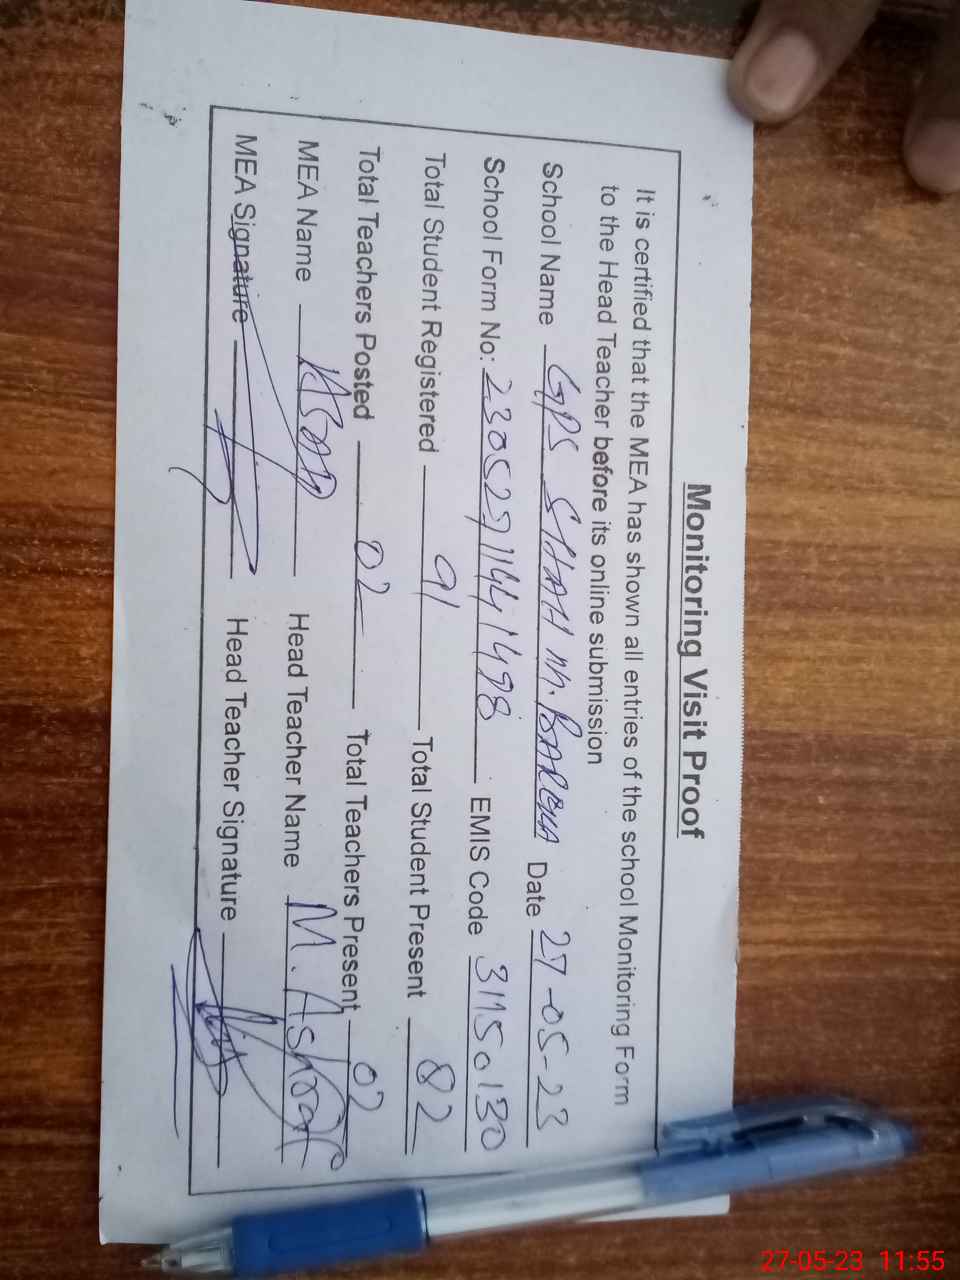 Monitoring Visit Proof
It is certified that the MEA has shown all entries of the school Monitoring Form
to the Head Teacher before its online submission
School Name GPS SHAH M. BAREHA Date 27-05-23
School Form No: 230527114441498 EMIS Code 31150130
Total Student Registered 91 Total Student Present 82
Total Teachers Posted 02 Total Teachers Present 02
MEA Name Head Teacher Name M. Ashraf
MEA Signature Head Teacher Signature
27-05-23 11:55